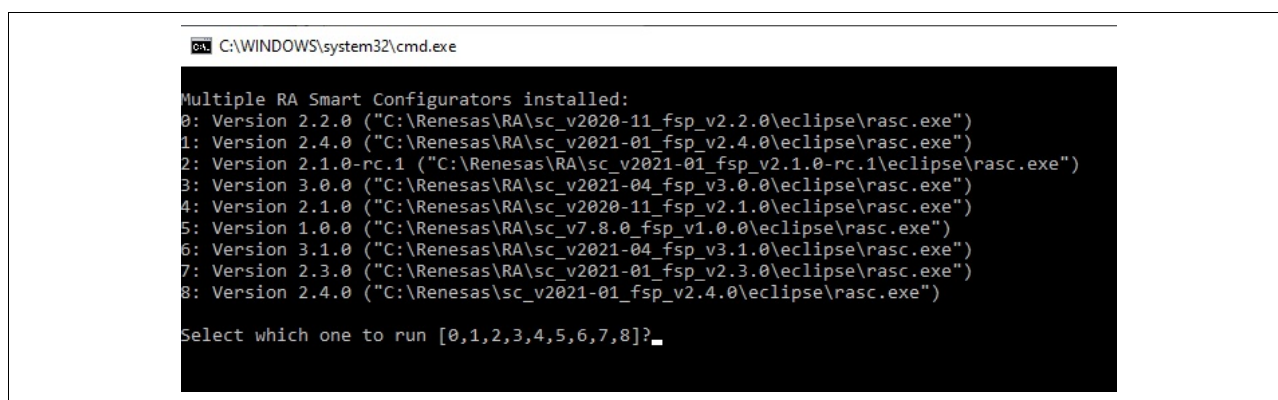 C:\WINDOWS\system32\cmd.exe
Multiple RA Smart Configurators installed:
0: Version 2.2.0 ("C:\Renesas\RA\sc_v2020-11_fsp_v2.2.0\eclipse\rasc.exe")
1: Version 2.4.0 ("C:\Renesas\RA\sc_v2021-01_fsp_v2.4.0\eclipse\rasc.exe")
2: Version 2.1.0-rc.1 ("C:\Renesas\RA\sc_v2021-01_fsp_v2.1.0-rc.1\eclipse\rasc.exe")
3: Version 3.0.0 ("C:\Renesas\RA\sc_v2021-04_fsp_v3.0.0\eclipse\rasc.exe")
4: Version 2.1.0 ("C:\Renesas\RA\sc_v2020-11_fsp_v2.1.0\eclipse\rasc.exe")
5: Version 1.0.0 ("C:\Renesas\RA\sc_v7.8.0_fsp_v1.0.0\eclipse\rasc.exe")
6: Version 3.1.0 ("C:\Renesas\RA\sc_v2021-04_fsp_v3.1.0\eclipse\rasc.exe")
7: Version 2.3.0 ("C:\Renesas\RA\sc_v2021-01_fsp_v2.3.0\eclipse\rasc.exe")
8: Version 2.4.0 ("C:\Renesas\sc_v2021-01_fsp_v2.4.0\eclipse\rasc.exe")
Select which one to run [0,1,2,3,4,5,6,7,8]?